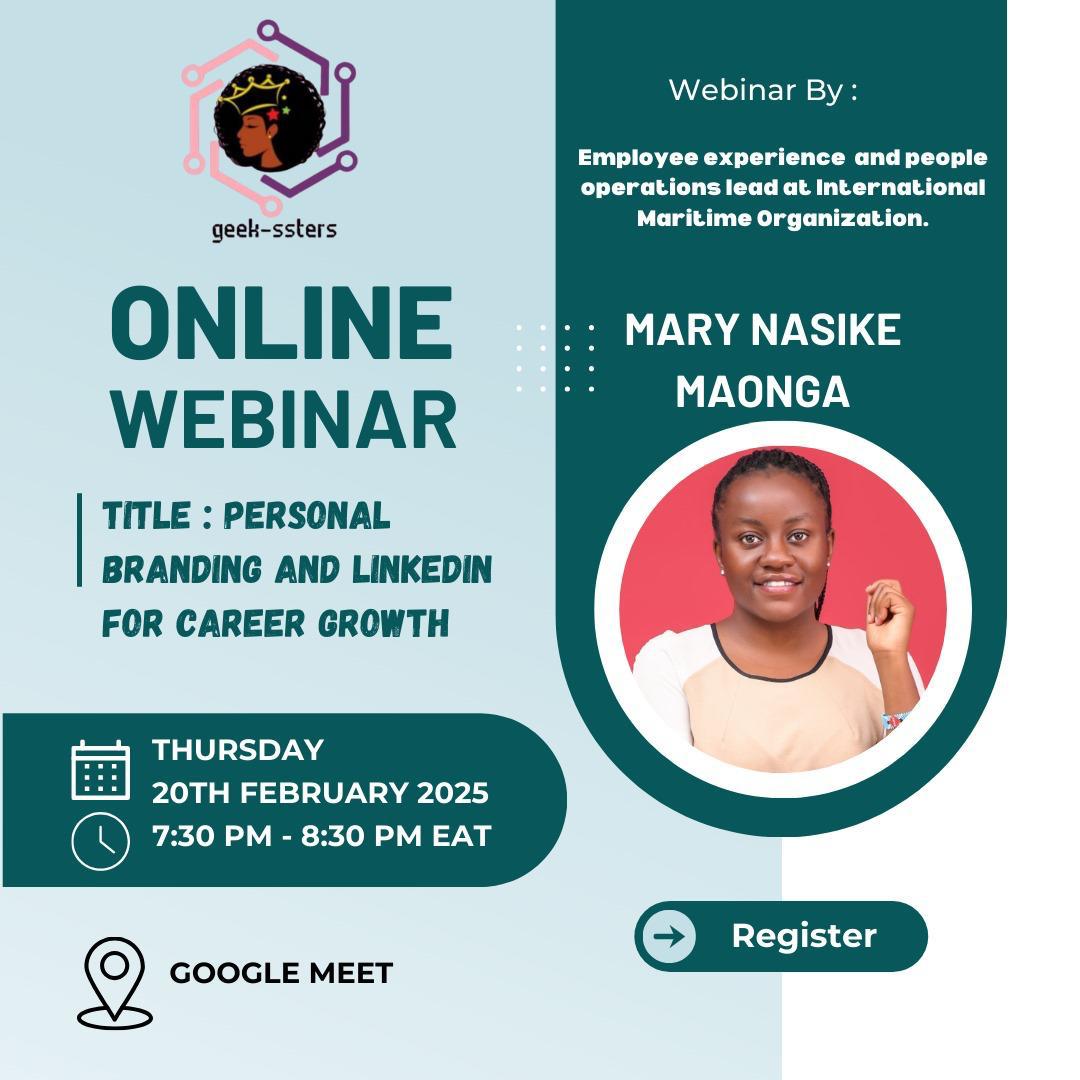 geek-ssters
ONLINE
WEBINAR
TITLE : PERSONAL
BRANDING AND LINKEDIN
FOR CAREER GROWTH
THURSDAY
20TH FEBRUARY 2025
7:30 PM - 8:30 PM EAT
GOOGLE MEET
Webinar By :
Employee experience and people
operations lead at International
Maritime Organization.
MARY NASIKE
MAONGA
Register